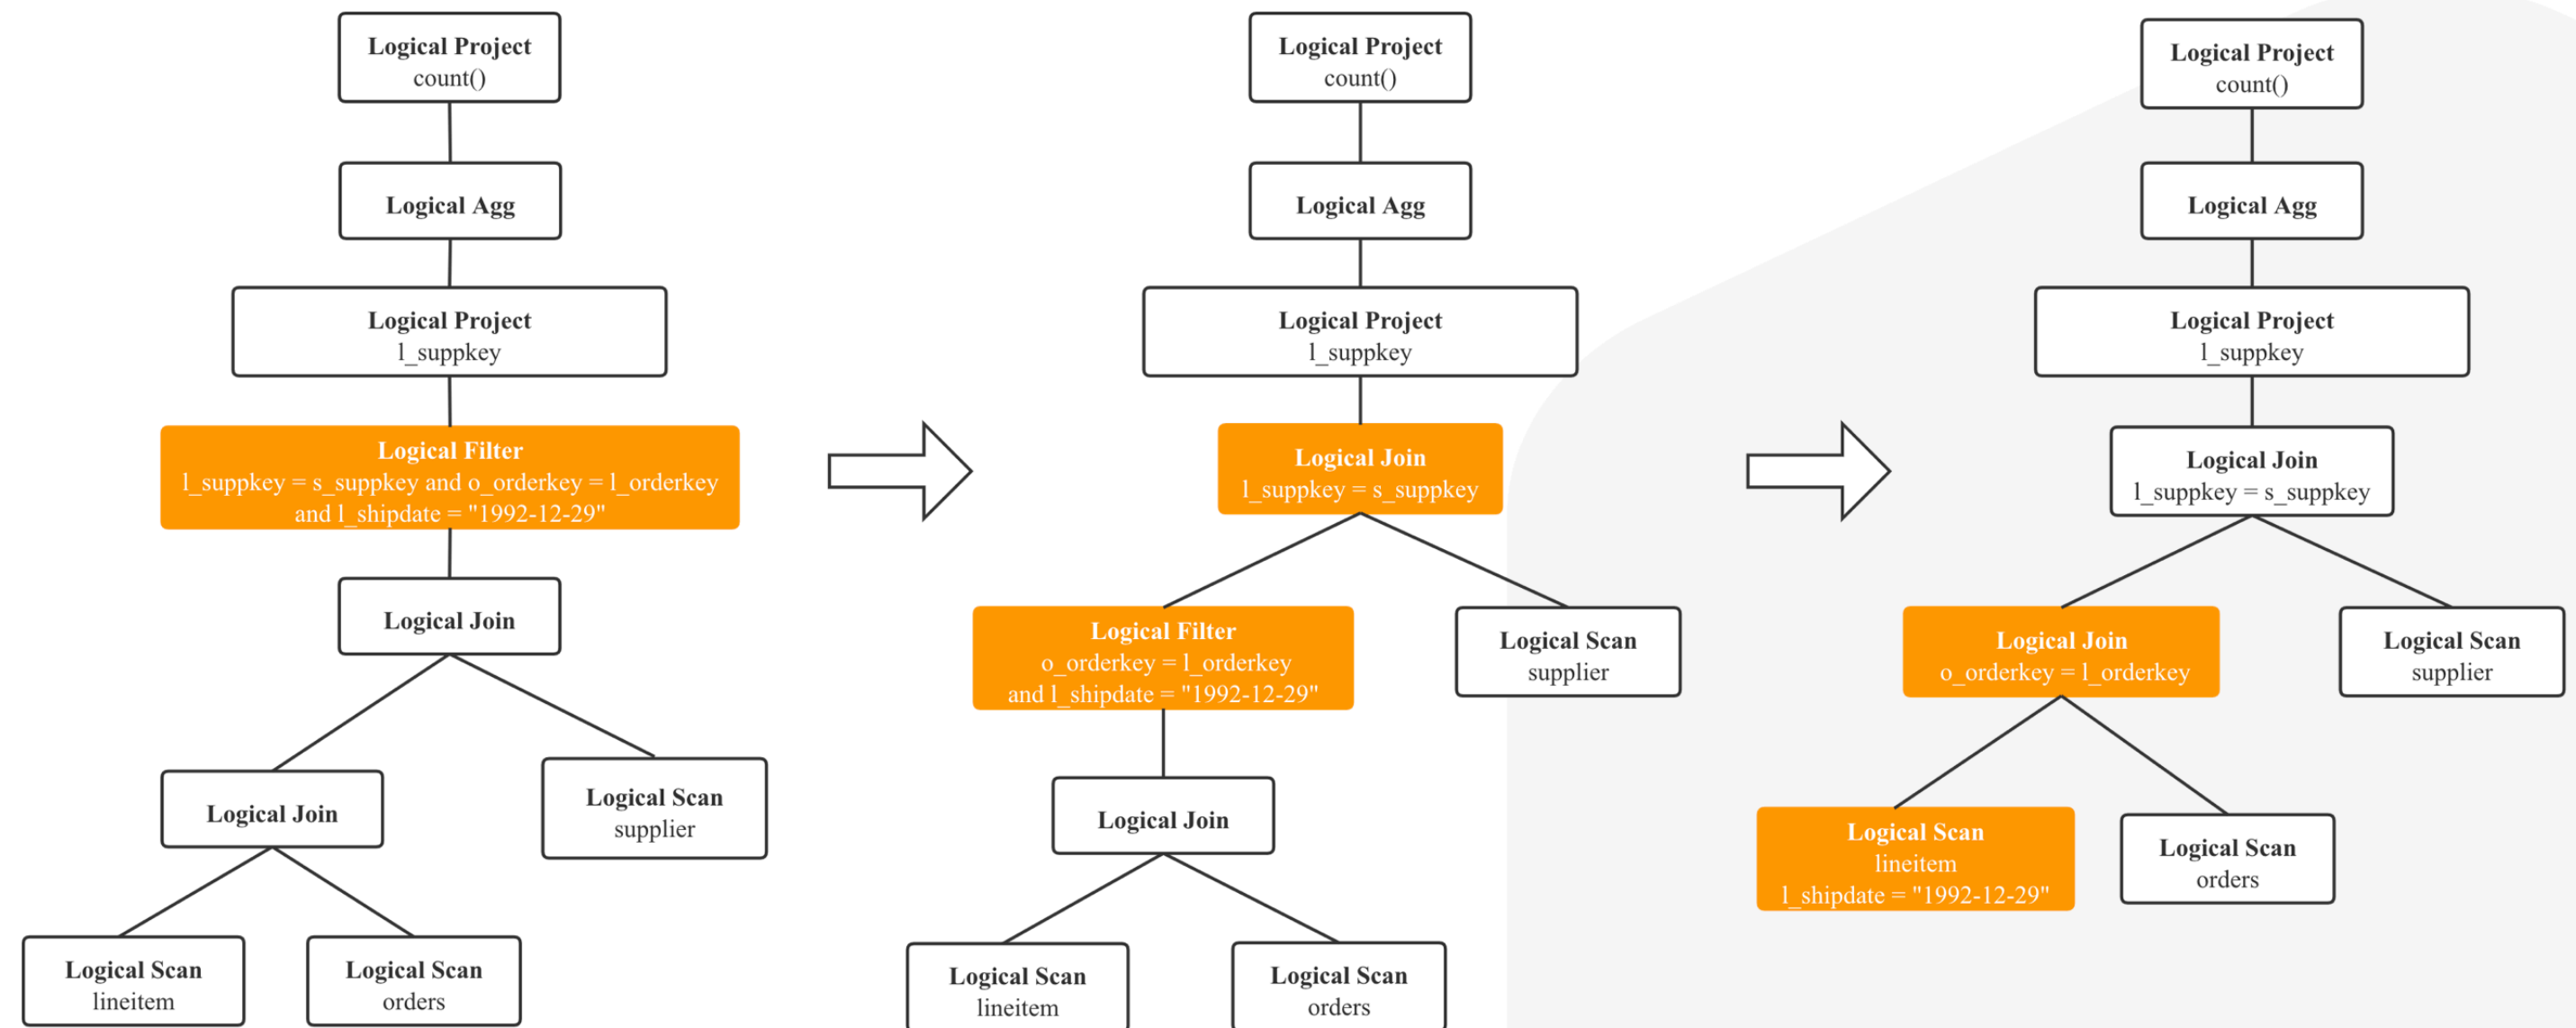 Logical Project
count()
Logical Agg
Logical Project
l_suppkey
Logical Filter
l_suppkey = s_suppkey and o_orderkey = l_orderkey
and l_shipdate = "1992-12-29"
Logical Join
Logical Join
Logical Scan
supplier
Logical Scan
lineitem
Logical Scan
orders
Logical Project
count()
Logical Agg
Logical Project
l_suppkey
Logical Join
l_suppkey = s_suppkey
Logical Filter
o_orderkey = l_orderkey
and l_shipdate = "1992-12-29"
Logical Scan
supplier
Logical Join
Logical Scan
lineitem
Logical Scan
orders
Logical Project
count()
Logical Agg
Logical Project
l_suppkey
Logical Join
l_suppkey = s_suppkey
Logical Join
o_orderkey = l_orderkey
Logical Scan
supplier
Logical Scan
lineitem
l_shipdate = "1992-12-29"
Logical Scan
orders